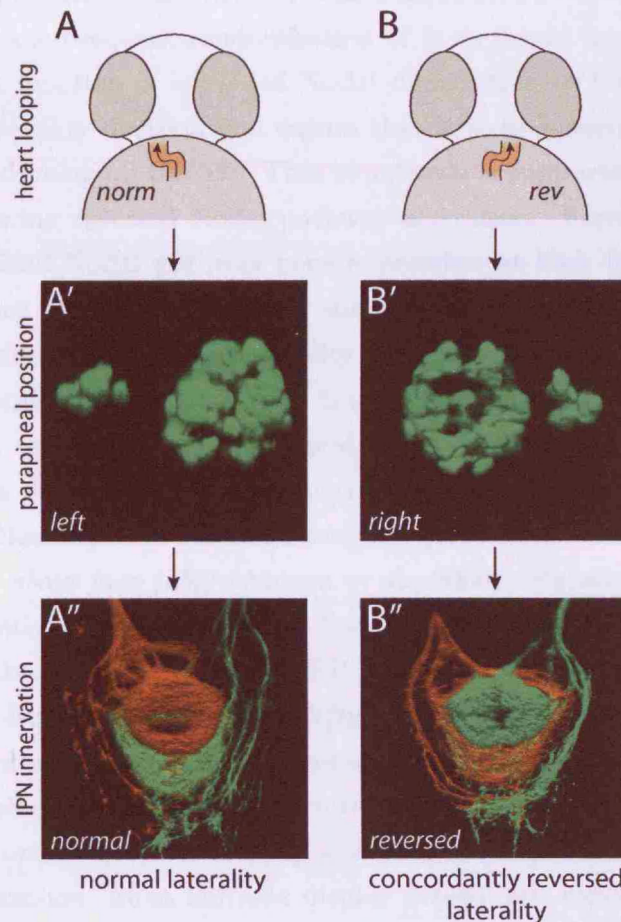 A
B
heart looping
norm
rev
A'
B'
parapineal position
left
right
A"
B"
IPN innervation
normal
reversed
normal laterality
concordantly reversed
laterality